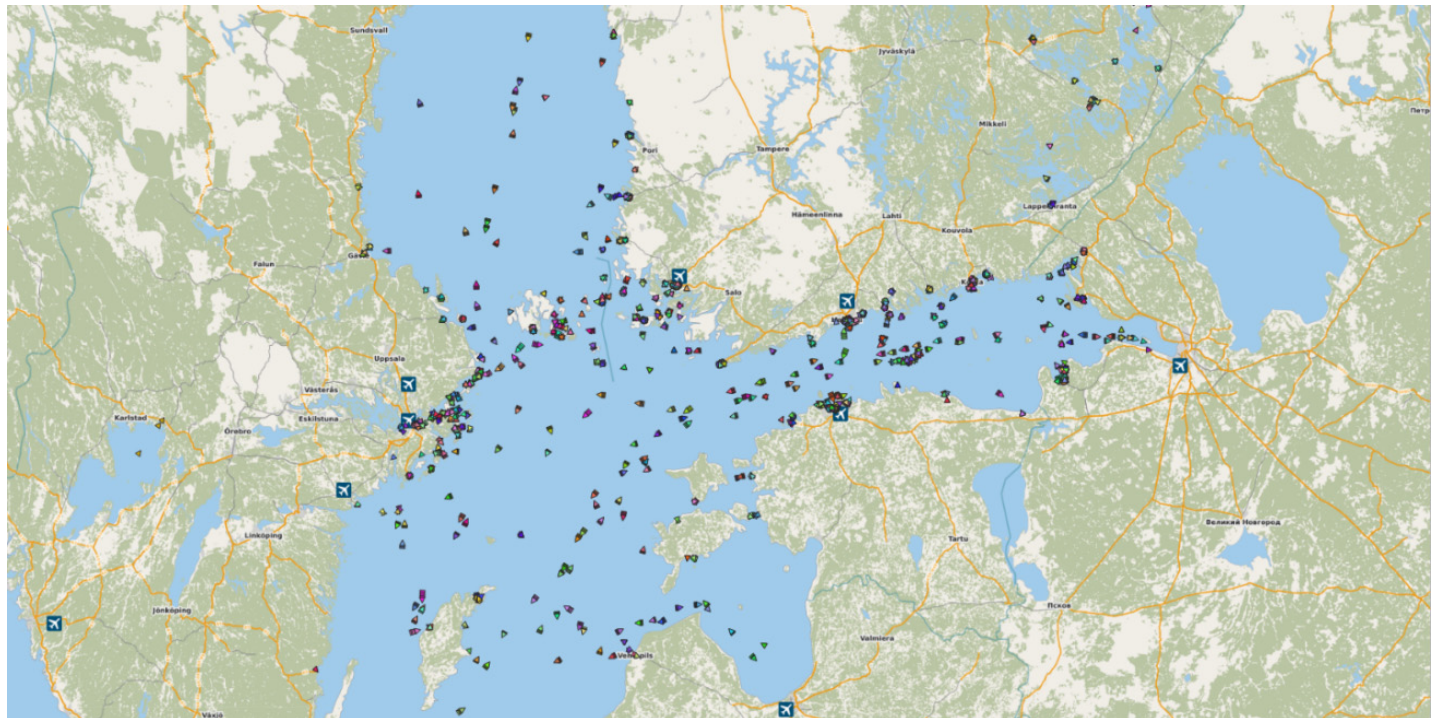 Sundsvall
Jyväskylä
Mikkeli
Pori
Tampere
Lappeenranta
Hämeenlinna
Lahti
Kouvola
Gävle
Falun
Salo
Uppsala
Västerås
Karlstad
Eskilstuna
Örebro
Великий Новгород
Linköping
Tartu
Псков
Jönköping
Valmiera
Ventspils
Växjö